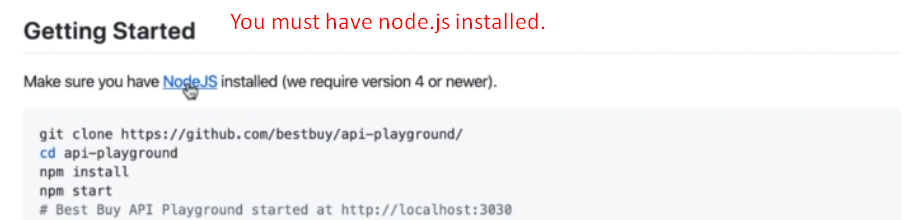 Getting Started
You must have node.js installed.
Make sure you have NodeJS installed (we require version 4 or newer).
git clone https://github.com/bestbuy/api-playground/
cd api-playground
npm install
npm start
# Best Buy API Playground started at http://localhost:3030